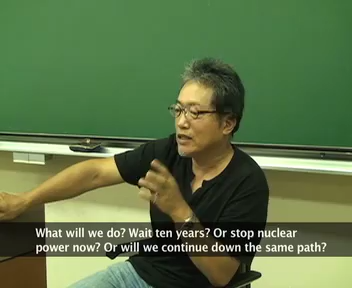 What will we do? Wait ten years? Or stop nuclear
power now? Or will we continue down the same path?